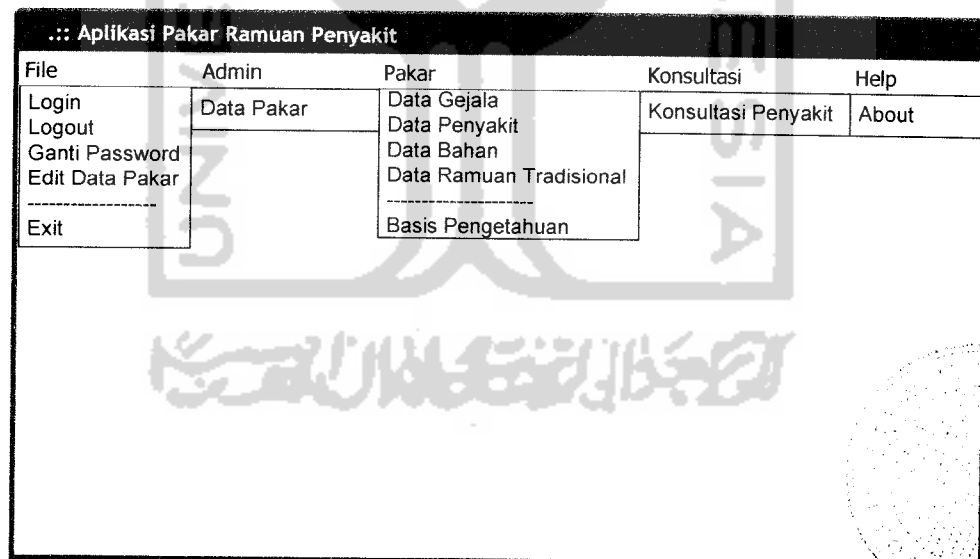 .:: Aplikasi Pakar Ramuan Penyakit
File Admin Pakar Konsultasi Help
Login
Logout
Ganti Password
Edit Data Pakar
------------------
Exit
Data Pakar
Data Gejala
Data Penyakit
Data Bahan
Data Ramuan Tradisional
--------------------
Basis Pengetahuan
Konsultasi Penyakit
About